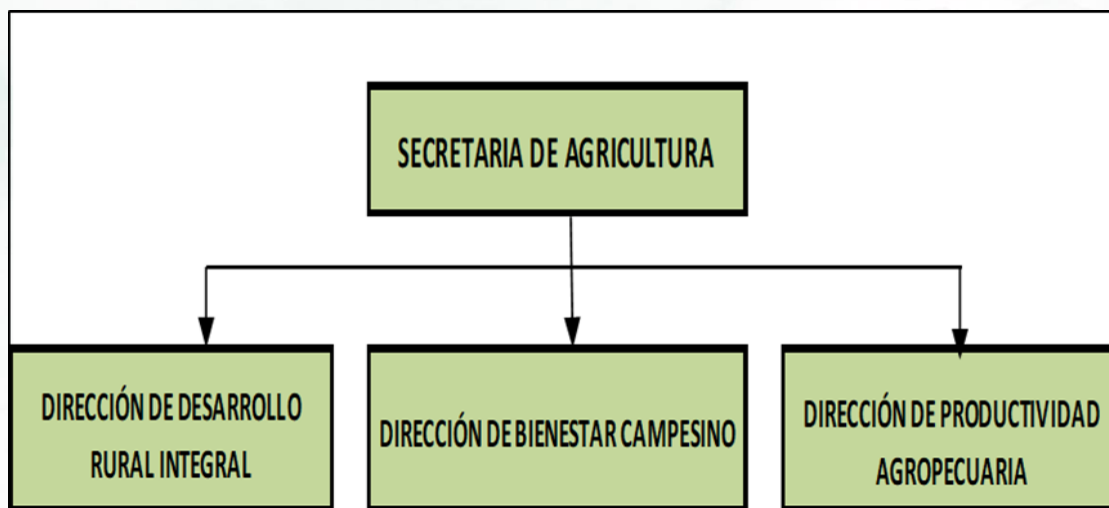 SECRETARIA DE AGRICULTURA
DIRECCIÓN DE DESARROLLO
RURAL INTEGRAL
DIRECCIÓN DE BIENESTAR CAMPESINO
DIRECCIÓN DE PRODUCTIVIDAD
AGROPECUARIA